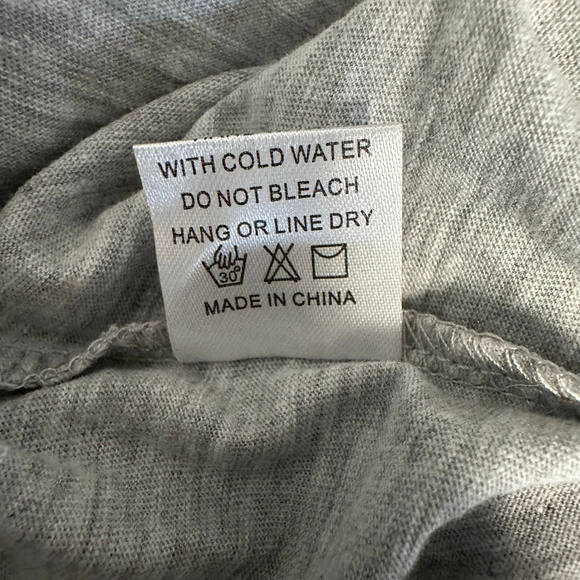 WITH COLD WATER
DO NOT BLEACH
HANG OR LINE DRY
30°
MADE IN CHINA